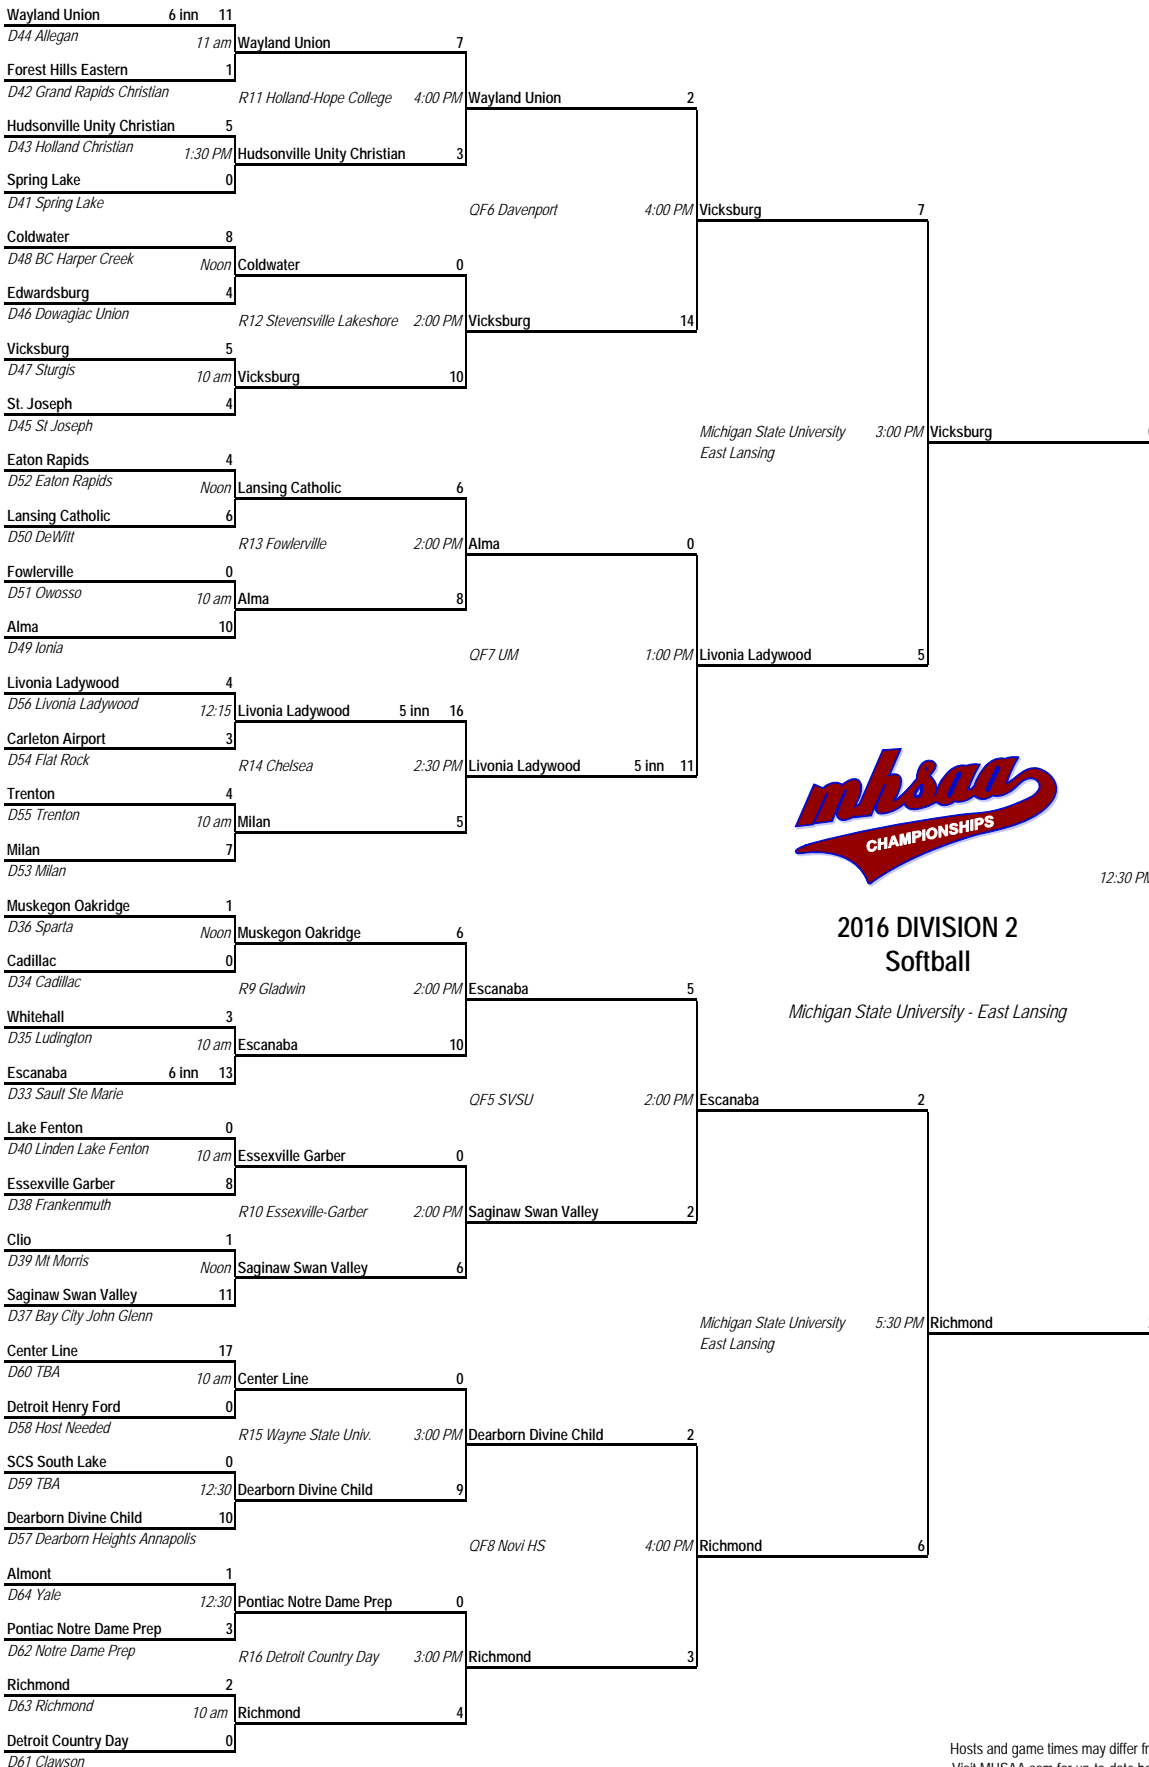 Wayland Union 6 inn 11
D44 Allegan
11 am Wayland Union 7
Forest Hills Eastern 1
D42 Grand Rapids Christian
R11 Holland-Hope College 4:00 PM Wayland Union 2
Hudsonville Unity Christian 5
D43 Holland Christian
1:30 PM Hudsonville Unity Christian 3
Spring Lake 0
D41 Spring Lake
QF6 Davenport 4:00 PM Vicksburg 7
Coldwater 8
D48 BC Harper Creek
Noon Coldwater 0
Edwardsburg 4
D46 Dowagiac Union
R12 Stevensville Lakeshore 2:00 PM Vicksburg 14
Vicksburg 5
D47 Sturgis
10 am Vicksburg 10
St. Joseph 4
D45 St Joseph
Michigan State University 3:00 PM Vicksburg
East Lansing
Eaton Rapids 4
D52 Eaton Rapids
Noon Lansing Catholic 6
Lansing Catholic 6
D50 DeWitt
R13 Fowlerville 2:00 PM Alma 0
Fowlerville 0
D51 Owosso
10 am Alma 8
Alma 10
D49 Ionia
QF7 UM 1:00 PM Livonia Ladywood 5
Livonia Ladywood 4
D56 Livonia Ladywood
12:15 Livonia Ladywood 5 inn 16
Carleton Airport 3
D54 Flat Rock
R14 Chelsea 2:30 PM Livonia Ladywood 5 inn 11
Trenton 4
D55 Trenton
10 am Milan 5
Milan 7
D53 Milan
mhsaa
CHAMPIONSHIPS
12:30 PM
2016 DIVISION 2
Softball
Michigan State University - East Lansing
Muskegon Oakridge 1
D36 Sparta
Noon Muskegon Oakridge 6
Cadillac 0
D34 Cadillac
R9 Gladwin 2:00 PM Escanaba 5
Whitehall 3
D35 Ludington
10 am Escanaba 10
Escanaba 6 inn 13
D33 Sault Ste Marie
QF5 SVSU 2:00 PM Escanaba 2
Lake Fenton 0
D40 Linden Lake Fenton
10 am Essexville Garber 0
Essexville Garber 8
D38 Frankenmuth
R10 Essexville-Garber 2:00 PM Saginaw Swan Valley 2
Clio 1
D39 Mt Morris
Noon Saginaw Swan Valley 6
Saginaw Swan Valley 11
D37 Bay City John Glenn
Michigan State University 5:30 PM Richmond
East Lansing
Center Line 17
D60 TBA
10 am Center Line 0
Detroit Henry Ford 0
D58 Host Needed
R15 Wayne State Univ. 3:00 PM Dearborn Divine Child 2
SCS South Lake 0
D59 TBA
12:30 Dearborn Divine Child 9
Dearborn Divine Child 10
D57 Dearborn Heights Annapolis
QF8 Novi HS 4:00 PM Richmond 6
Almont 1
D64 Yale
12:30 Pontiac Notre Dame Prep 0
Pontiac Notre Dame Prep 3
D62 Notre Dame Prep
R16 Detroit Country Day 3:00 PM Richmond 3
Richmond 2
D63 Richmond
10 am Richmond 4
Detroit Country Day 0
D61 Clawson
Hosts and game times may differ
Visit MHSAA.com for up-to-date